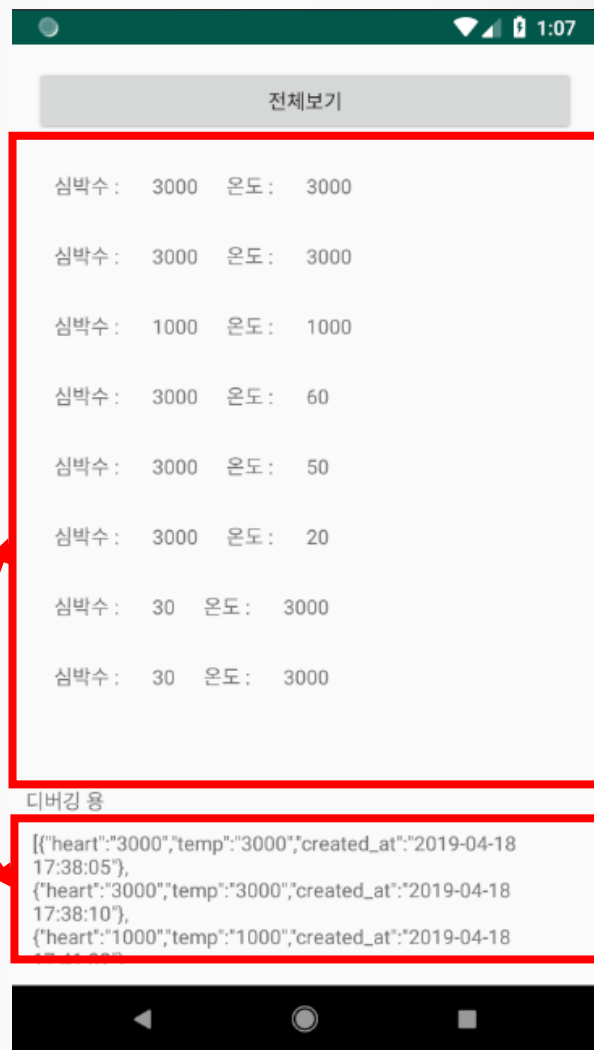 1:07
전체보기
심박수 : 3000 온도 : 3000
심박수 : 3000 온도 : 3000
심박수 : 1000 온도 : 1000
심박수 : 3000 온도 : 60
심박수 : 3000 온도 : 50
심박수 : 3000 온도 : 20
심박수 : 30 온도 : 3000
심박수 : 30 온도 : 3000
디버깅 용
[{"heart":"3000","temp":"3000","created_at":"2019-04-18
17:38:05"},
{"heart":"3000","temp":"3000","created_at":"2019-04-18
17:38:10"},
{"heart":"1000","temp":"1000","created_at":"2019-04-18